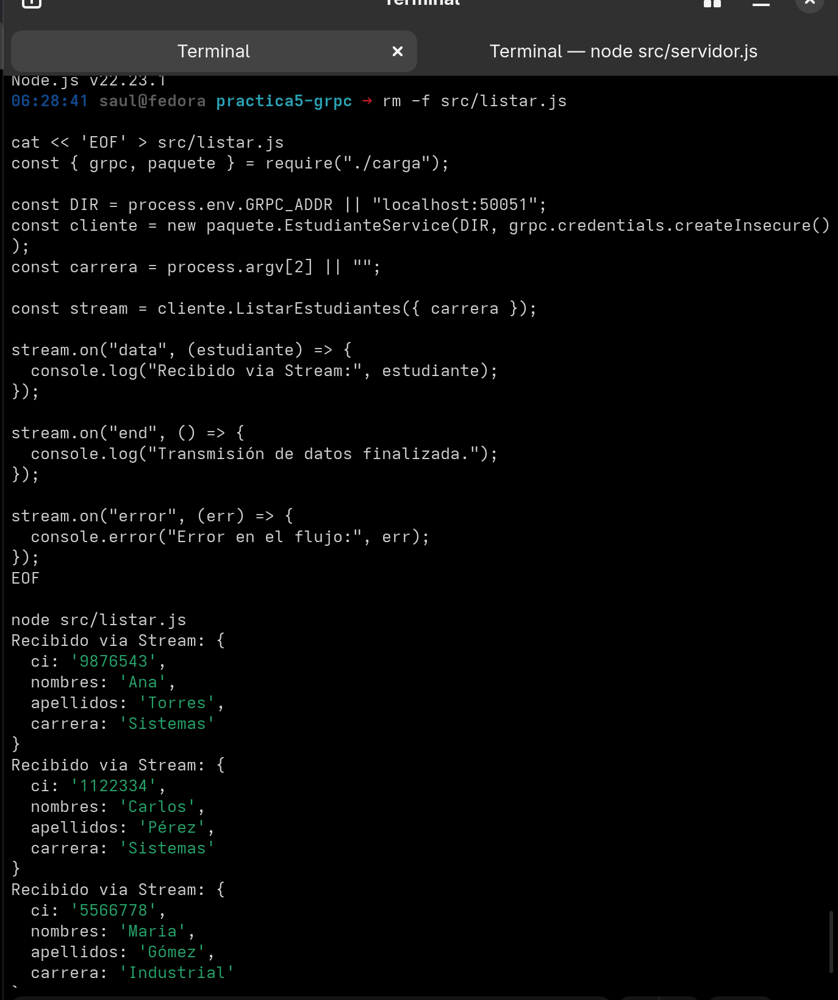 Terminal
Terminal
Terminal — node src/servidor.js
Node.js v22.23.1
06:28:41 saul@fedora practica5-grpc → rm -f src/listar.js
cat << 'EOF' > src/listar.js
const { grpc, paquete } = require("./carga");
const DIR = process.env.GRPC_ADDR || "localhost:50051";
const cliente = new paquete.EstudianteService(DIR, grpc.credentials.createInsecure()
);
const carrera = process.argv[2] || "";
const stream = cliente.ListarEstudiantes({ carrera });
stream.on("data", (estudiante) => {
  console.log("Recibido via Stream:", estudiante);
});
stream.on("end", () => {
  console.log("Transmisión de datos finalizada.");
});
stream.on("error", (err) => {
  console.error("Error en el flujo:", err);
});
EOF
node src/listar.js
Recibido via Stream: {
  ci: '9876543',
  nombres: 'Ana',
  apellidos: 'Torres',
  carrera: 'Sistemas'
}
Recibido via Stream: {
  ci: '1122334',
  nombres: 'Carlos',
  apellidos: 'Pérez',
  carrera: 'Sistemas'
}
Recibido via Stream: {
  ci: '5566778',
  nombres: 'Maria',
  apellidos: 'Gómez',
  carrera: 'Industrial'